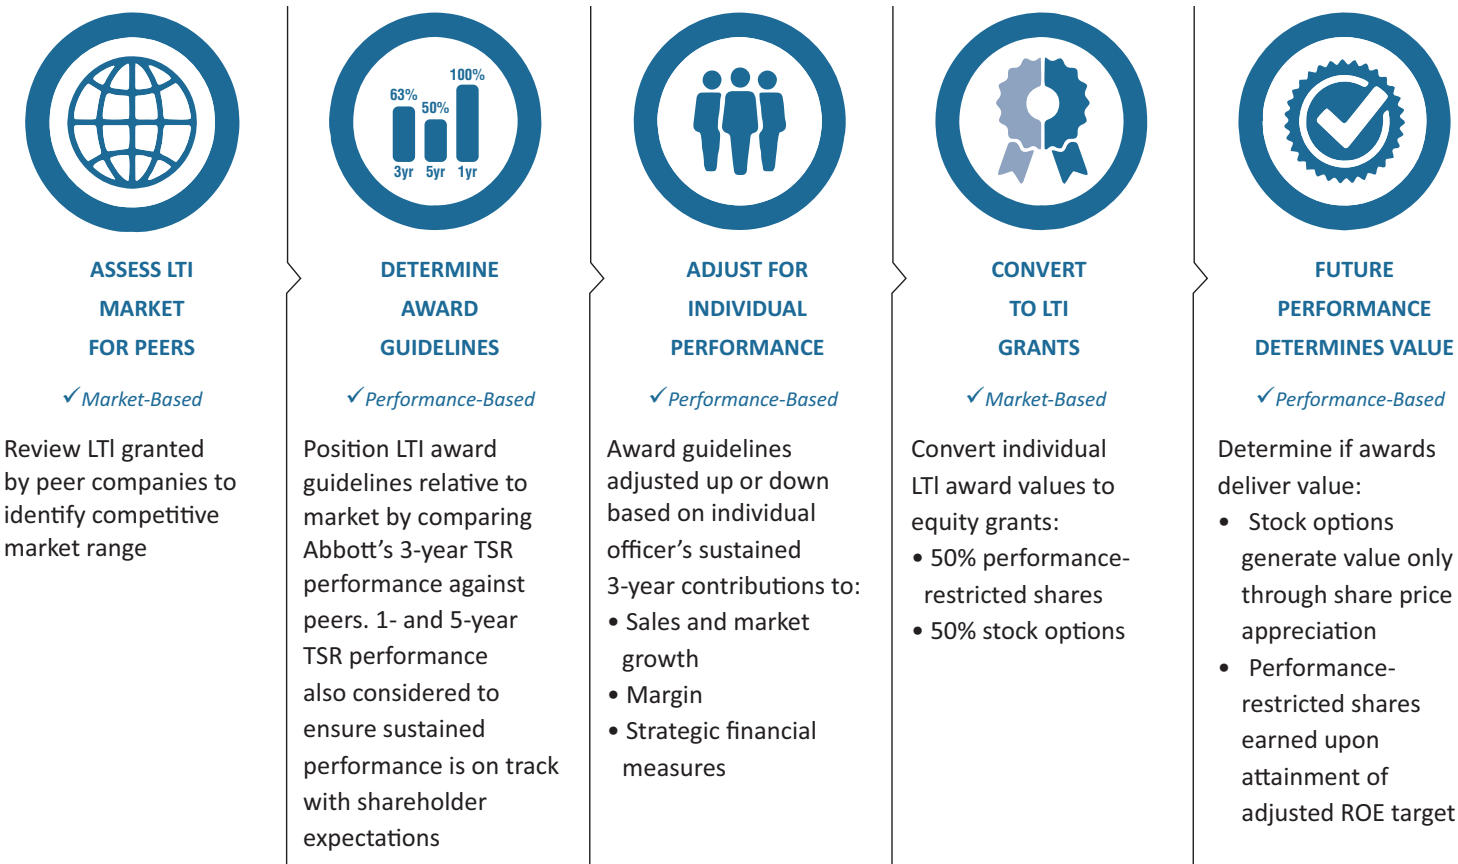 ASSESS LTI
MARKET
FOR PEERS
✓Market-Based
Review LTI granted
by peer companies to
identify competitive
market range
63%
50%
100%
3yr 5yr 1yr
DETERMINE
AWARD
GUIDELINES
✓Performance-Based
Position LTI award
guidelines relative to
market by comparing
Abbott’s 3-year TSR
performance against
peers. 1- and 5-year
TSR performance
also considered to
ensure sustained
performance is on track
with shareholder
expectations
ADJUST FOR
INDIVIDUAL
PERFORMANCE
✓Performance-Based
Award guidelines
adjusted up or down
based on individual
officer’s sustained
3-year contributions to:
• Sales and market
growth
• Margin
• Strategic financial
measures
CONVERT
TO LTI
GRANTS
✓Market-Based
Convert individual
LTI award values to
equity grants:
• 50% performance-
restricted shares
• 50% stock options
FUTURE
PERFORMANCE
DETERMINES VALUE
✓Performance-Based
Determine if awards
deliver value:
• Stock options
generate value only
through share price
appreciation
• Performance-
restricted shares
earned upon
attainment of
adjusted ROE target